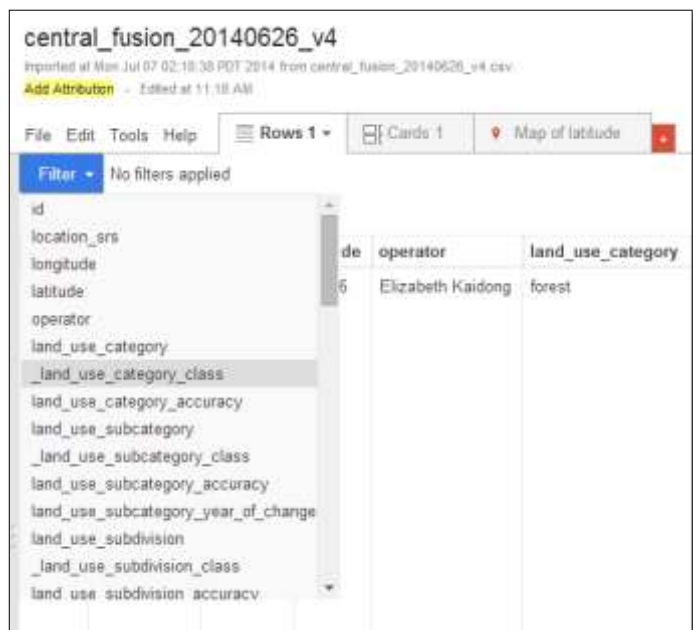 central_fusion_20140626_v4
Imported at Mon Jul 07 02:18:38 PDT 2014 from central_fusion_20140626_v4.csv.
Add Attribution - Edited at 11:18 AM
File Edit Tools Help Rows 1 Cards 1 Map of latitude +
Filter No filters applied
id
location_srs
longitude
latitude
operator
land_use_category
_land_use_category_class
land_use_category_accuracy
land_use_subcategory
_land_use_subcategory_class
land_use_subcategory_accuracy
land_use_subcategory_year_of_change
land_use_subdivision
_land_use_subdivision_class
land_use_subdivision_accuracy
de operator land_use_category
6 Elizabeth Kaidong forest